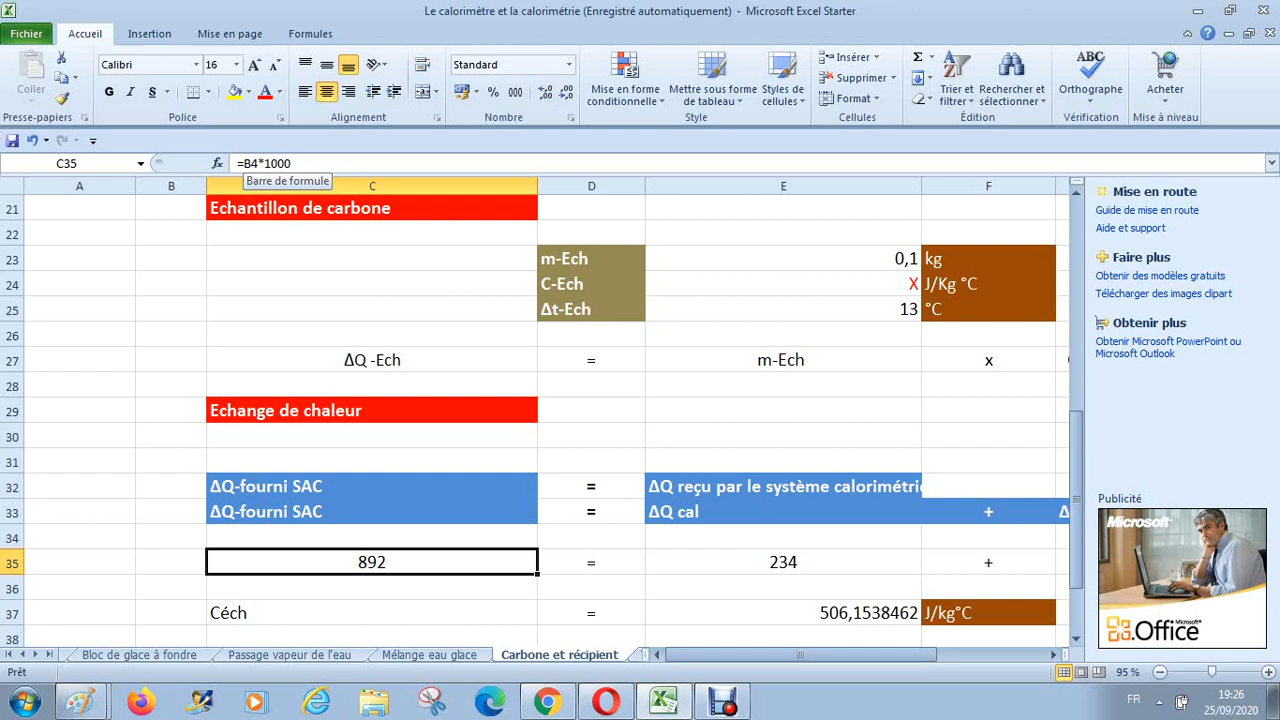 Le calorimètre et la calorimétrie (Enregistré automatiquement) - Microsoft Excel Starter
Fichier Accueil Insertion Mise en page Formules
Coller
Presse-papiers
Calibri 16
G I S
Police
Alignement
Standard
% 000
Nombre
Mise en forme conditionnelle
Mettre sous forme de tableau
Styles de cellules
Style
Insérer
Supprimer
Format
Cellules
Σ
Trier et filtrer
Rechercher et sélectionner
Édition
ABC
Orthographe
Vérification
Acheter
Mise à niveau
C35 fx =B4*1000
Barre de formule
A B C D E F
21 Echantillon de carbone
22
23 m-Ech 0,1 kg
24 C-Ech X J/Kg °C
25 Δt-Ech 13 °C
26
27 ΔQ -Ech = m-Ech x
28
29 Echange de chaleur
30
31
32 ΔQ-fourni SAC = ΔQ reçu par le système calorimétri
33 ΔQ-fourni SAC = ΔQ cal + Δ
34
35 892 = 234 +
36
37 Céch = 506,1538462 J/kg°C
38
Bloc de glace à fondre Passage vapeur de l'eau Mélange eau glace Carbone et récipient
Prêt 95 %
Mise en route
Guide de mise en route
Aide et support
Faire plus
Obtenir des modèles gratuits
Télécharger des images clipart
Obtenir plus
Obtenir Microsoft PowerPoint ou
Microsoft Outlook
Publicité
Microsoft
Office
FR 19:26
25/09/2020